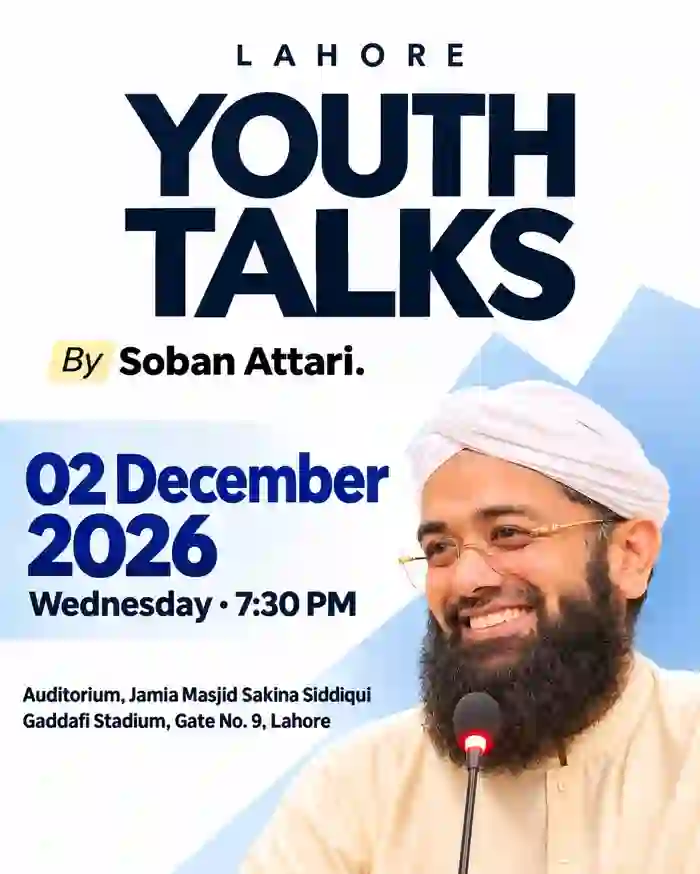 LAHORE
YOUTH
TALKS
By Soban Attari.
02 December
2026
Wednesday • 7:30 PM
Auditorium, Jamia Masjid Sakina Siddiqui
Gaddafi Stadium, Gate No. 9, Lahore